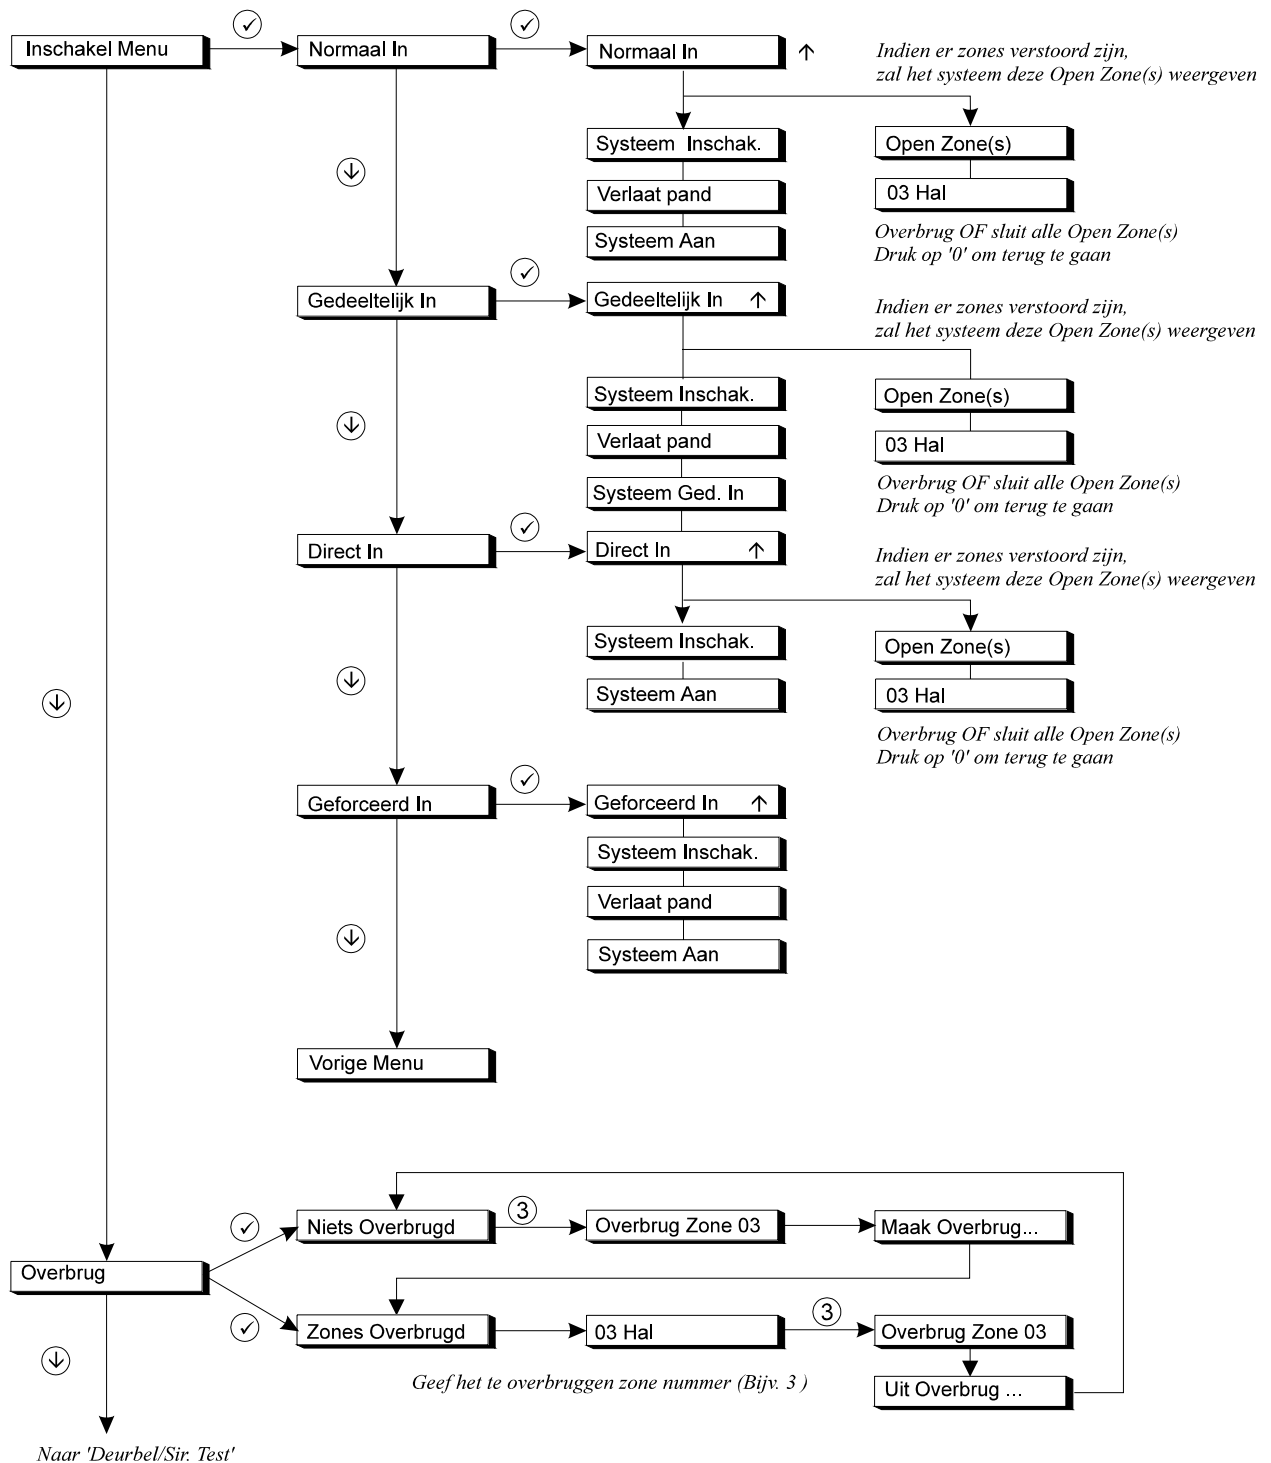 Inschakel Menu
Normaal In
Normaal In ↑
Indien er zones verstoord zijn,
zal het systeem deze Open Zone(s) weergeven
Systeem Inschak.
Open Zone(s)
Verlaat pand
03 Hal
Systeem Aan
Overbrug OF sluit alle Open Zone(s)
Druk op '0' om terug te gaan
Gedeeltelijk In
Gedeeltelijk In ↑
Indien er zones verstoord zijn,
zal het systeem deze Open Zone(s) weergeven
Systeem Inschak.
Open Zone(s)
Verlaat pand
03 Hal
Systeem Ged. In
Overbrug OF sluit alle Open Zone(s)
Druk op '0' om terug te gaan
Direct In
Direct In ↑
Indien er zones verstoord zijn,
zal het systeem deze Open Zone(s) weergeven
Systeem Inschak.
Open Zone(s)
Systeem Aan
03 Hal
Overbrug OF sluit alle Open Zone(s)
Druk op '0' om terug te gaan
Geforceerd In
Geforceerd In ↑
Systeem Inschak.
Verlaat pand
Systeem Aan
Vorige Menu
Niets Overbrugd
3
Overbrug Zone 03
Maak Overbrug...
Overbrug
Zones Overbrugd
03 Hal
3
Overbrug Zone 03
Geef het te overbruggen zone nummer (Bijv. 3 )
Uit Overbrug ...
Naar 'Deurbel/Sir. Test'